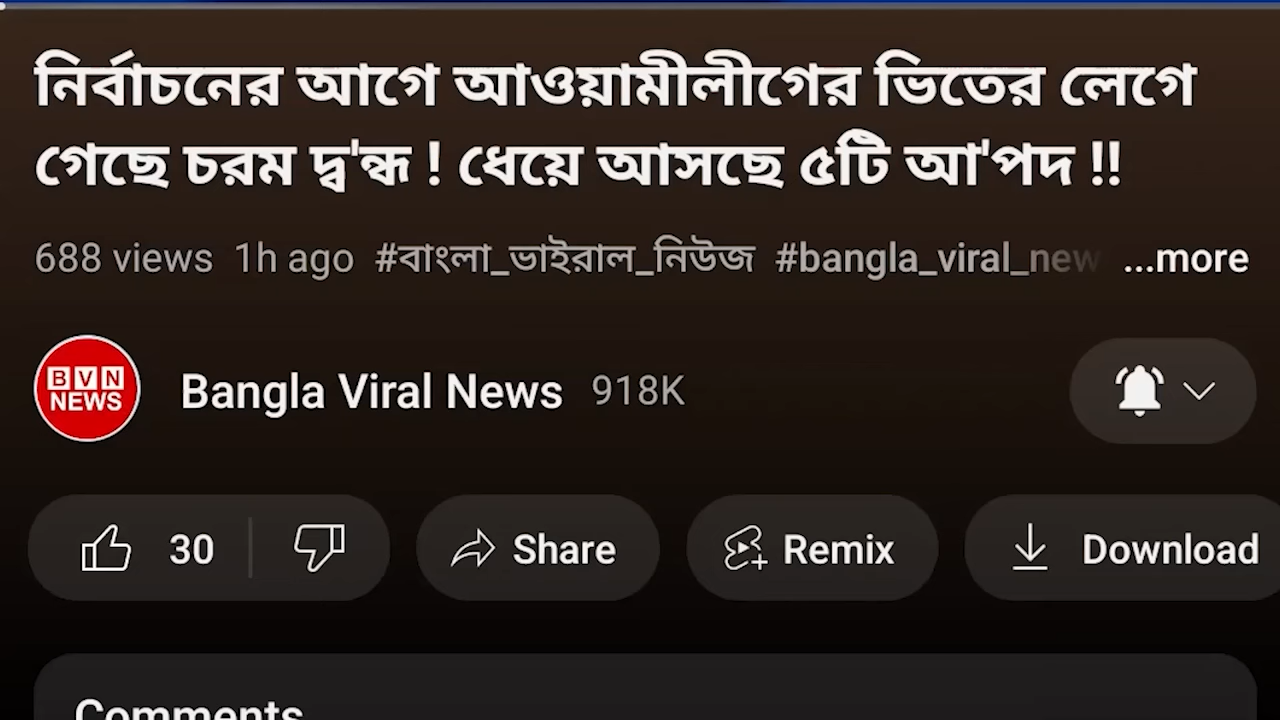 নির্বাচনের আগে আওয়ামীলীগের ভিতের লেগে
গেছে চরম দ্ব'ন্ধ ! ধেয়ে আসছে ৫টি আ'পদ !!
688 views 1h ago #বাংলা_ভাইরাল_নিউজ #bangla_viral_new ...more
BVN
NEWS
Bangla Viral News 918K
30 Share Remix Download
Comments